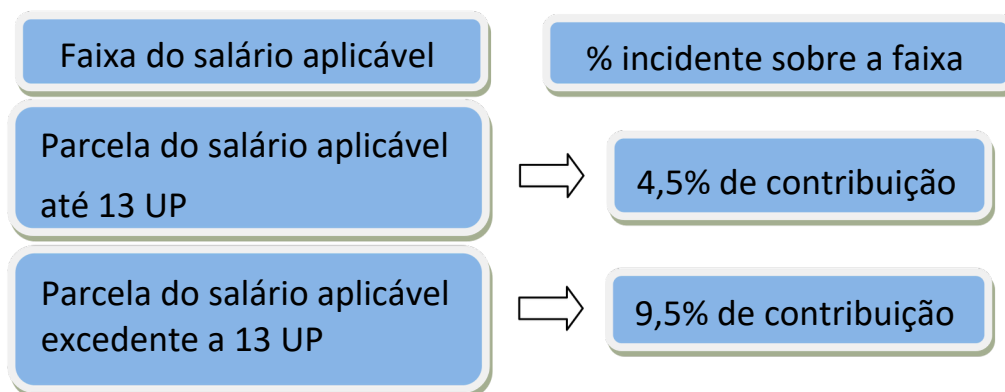 Faixa do salário aplicável
% incidente sobre a faixa
Parcela do salário aplicável
até 13 UP
4,5% de contribuição
Parcela do salário aplicável
excedente a 13 UP
9,5% de contribuição